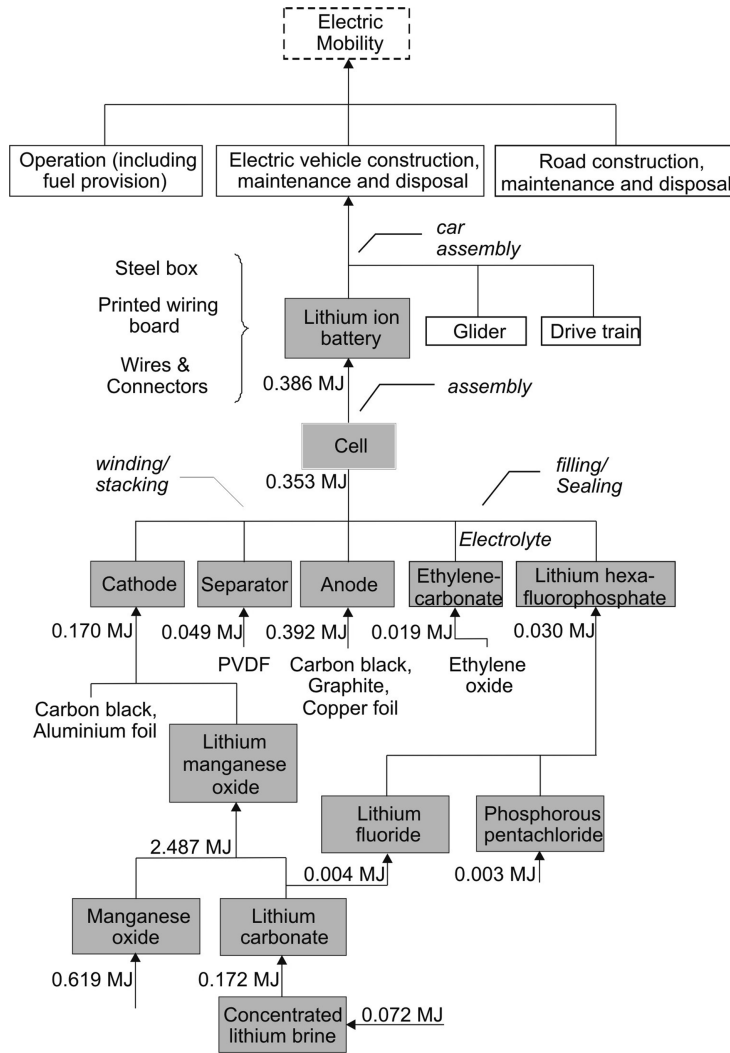 Electric
Mobility
Operation (including
fuel provision)
Electric vehicle construction,
maintenance and disposal
Road construction,
maintenance and disposal
car
assembly
Steel box
Printed wiring
board
Wires &
Connectors
Lithium ion
battery
Glider
Drive train
0.386 MJ
assembly
Cell
0.353 MJ
winding/
stacking
filling/
Sealing
Electrolyte
Cathode
Separator
Anode
Ethylene-
carbonate
Lithium hexa-
fluorophosphate
0.170 MJ
0.049 MJ
0.392 MJ
0.019 MJ
0.030 MJ
PVDF
Carbon black,
Graphite,
Copper foil
Ethylene
oxide
Carbon black,
Aluminium foil
Lithium
manganese
oxide
Lithium
fluoride
Phosphorous
pentachloride
2.487 MJ
0.004 MJ
0.003 MJ
Manganese
oxide
Lithium
carbonate
0.619 MJ
0.172 MJ
Concentrated
lithium brine
0.072 MJ